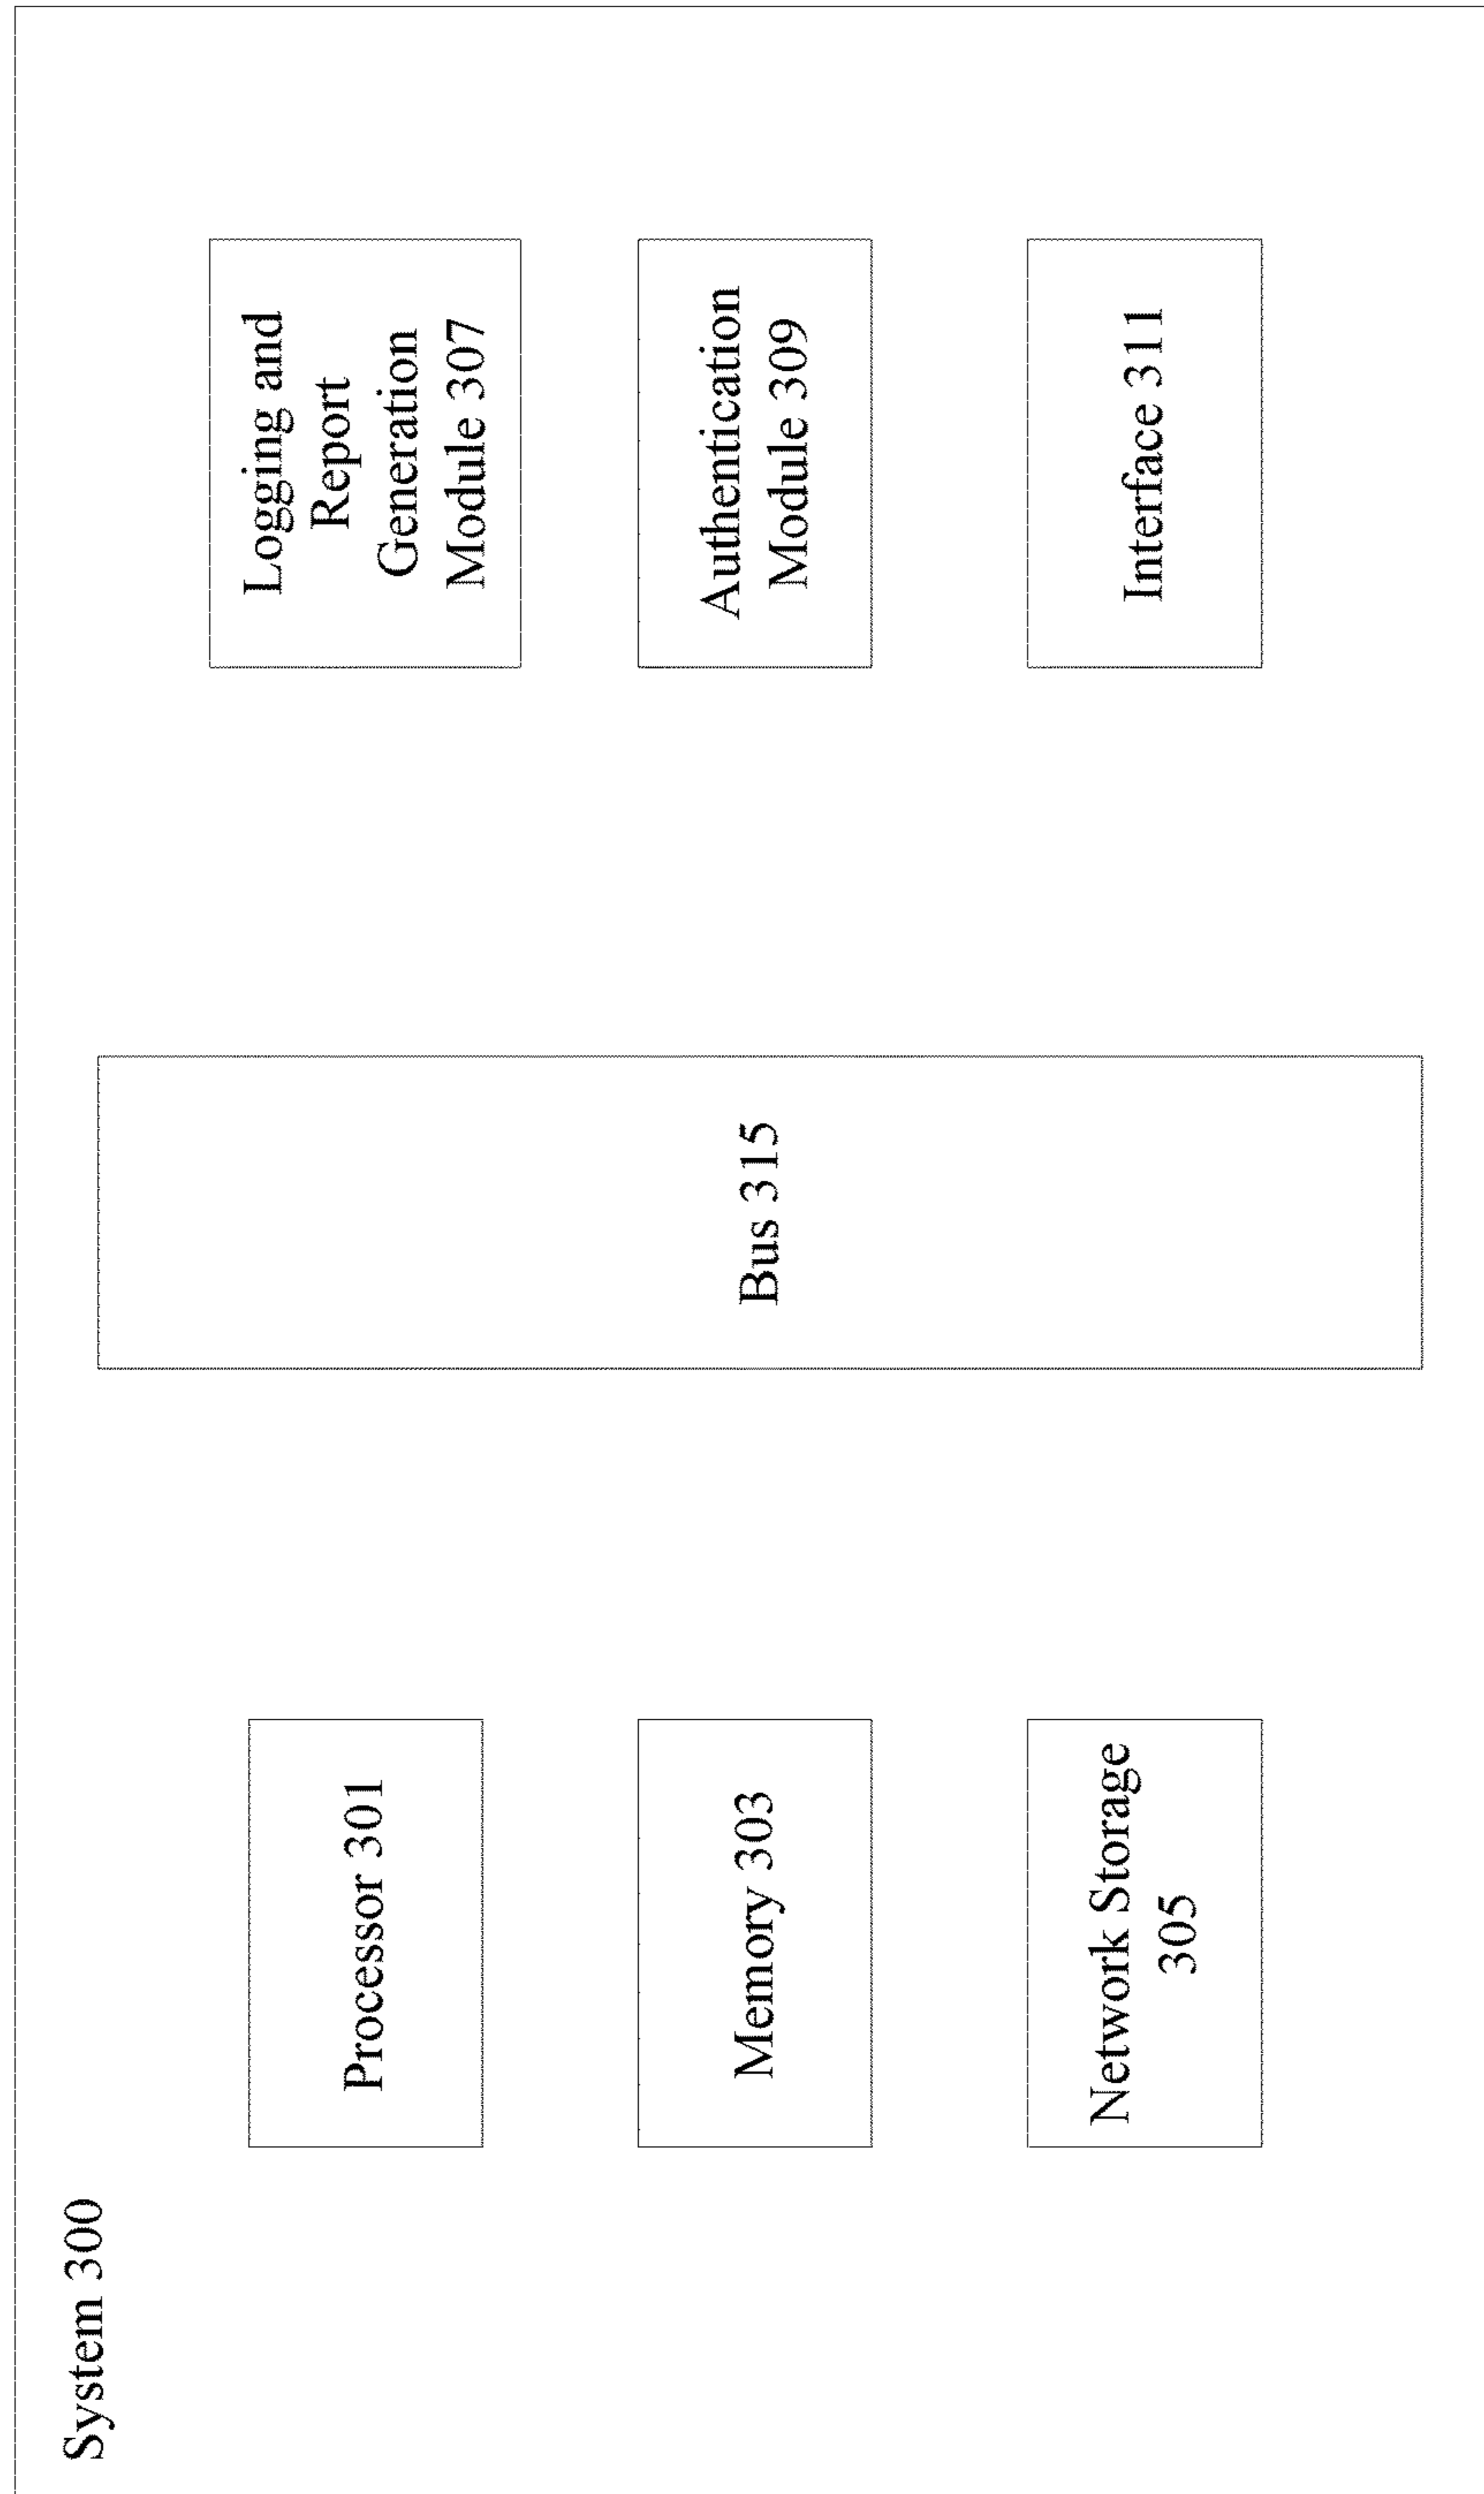 System 300
Processor 301
Memory 303
Network Storage
305
Bus 315
Logging and
Report
Generation
Module 307
Authentication
Module 309
Interface 311